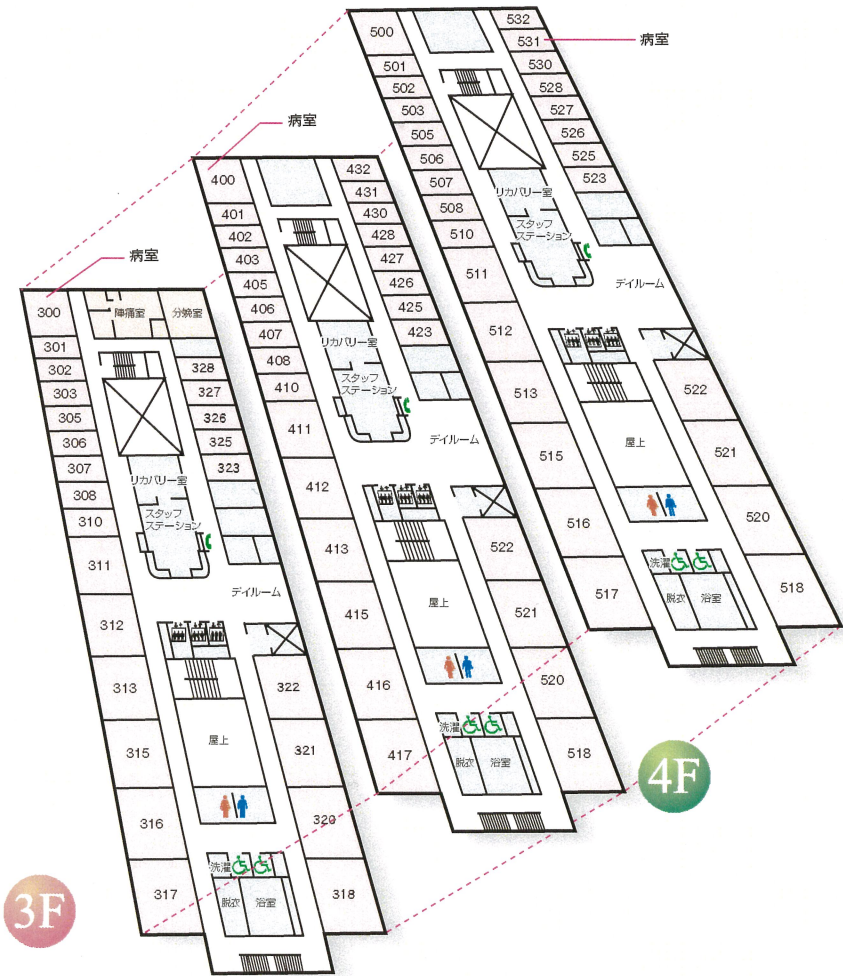 病室
500
501
502
503
505
506
507
508
510
511
512
513
515
516
517
532
531
530
528
527
526
525
523
522
521
520
518
リカバリー室
スタッフ
ステーション
デイルーム
屋上
洗濯
脱衣
浴室
病室
400
401
402
403
405
406
407
408
410
411
412
413
415
416
417
432
431
430
428
427
426
425
423
522
521
520
518
リカバリー室
スタッフ
ステーション
デイルーム
屋上
洗濯
脱衣
浴室
4F
病室
300
301
302
303
305
306
307
308
310
311
312
313
315
316
317
陣痛室
分娩室
328
327
326
325
323
322
321
320
318
リカバリー室
スタッフ
ステーション
デイルーム
屋上
洗濯
脱衣
浴室
3F